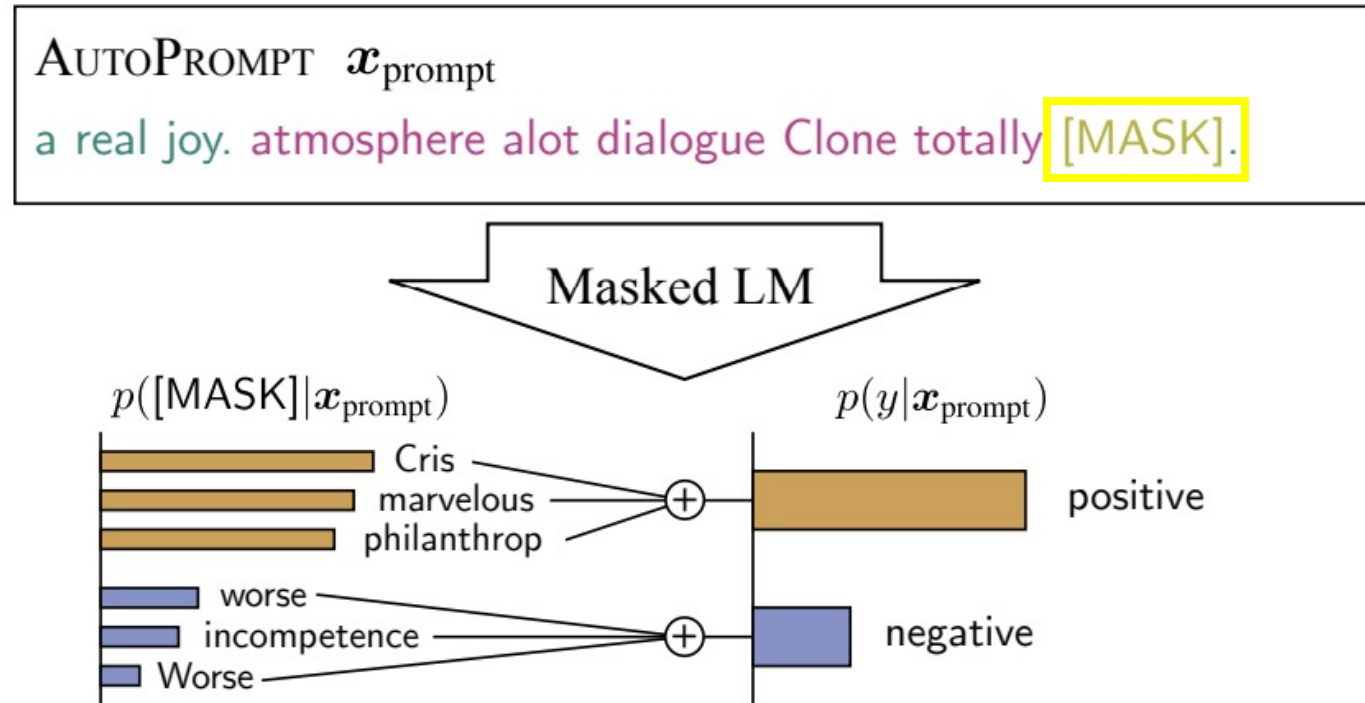 AUTOPROMPT x_prompt
a real joy. atmosphere alot dialogue Clone totally [MASK].
Masked LM
p([MASK]|x_prompt)
p(y|x_prompt)
Cris
marvelous
philanthrop
+
positive
worse
incompetence
Worse
+
negative